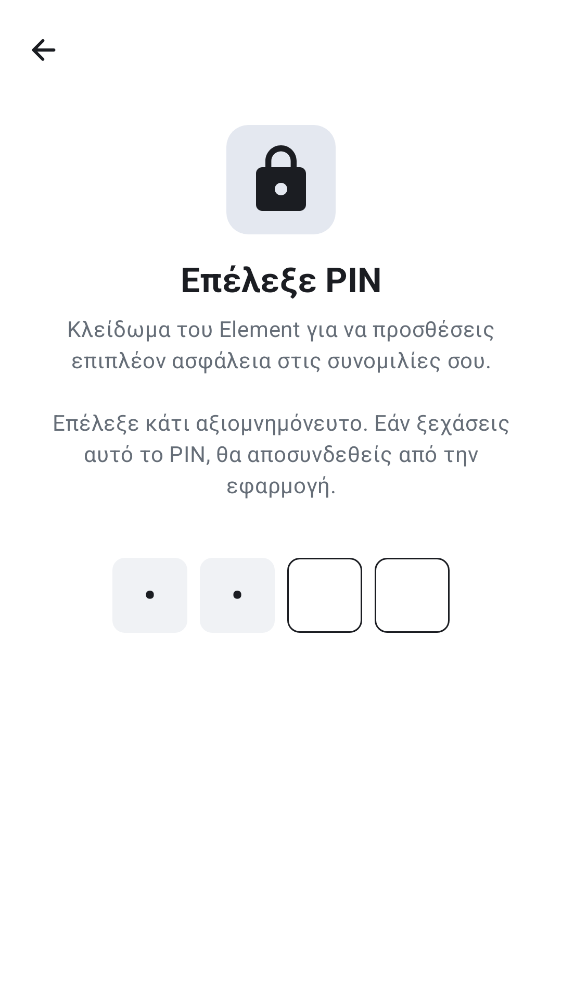 Επέλεξε PIN
Κλείδωμα του Element για να προσθέσεις
επιπλέον ασφάλεια στις συνομιλίες σου.
Επέλεξε κάτι αξιομνημόνευτο. Εάν ξεχάσεις
αυτό το PIN, θα αποσυνδεθείς από την
εφαρμογή.